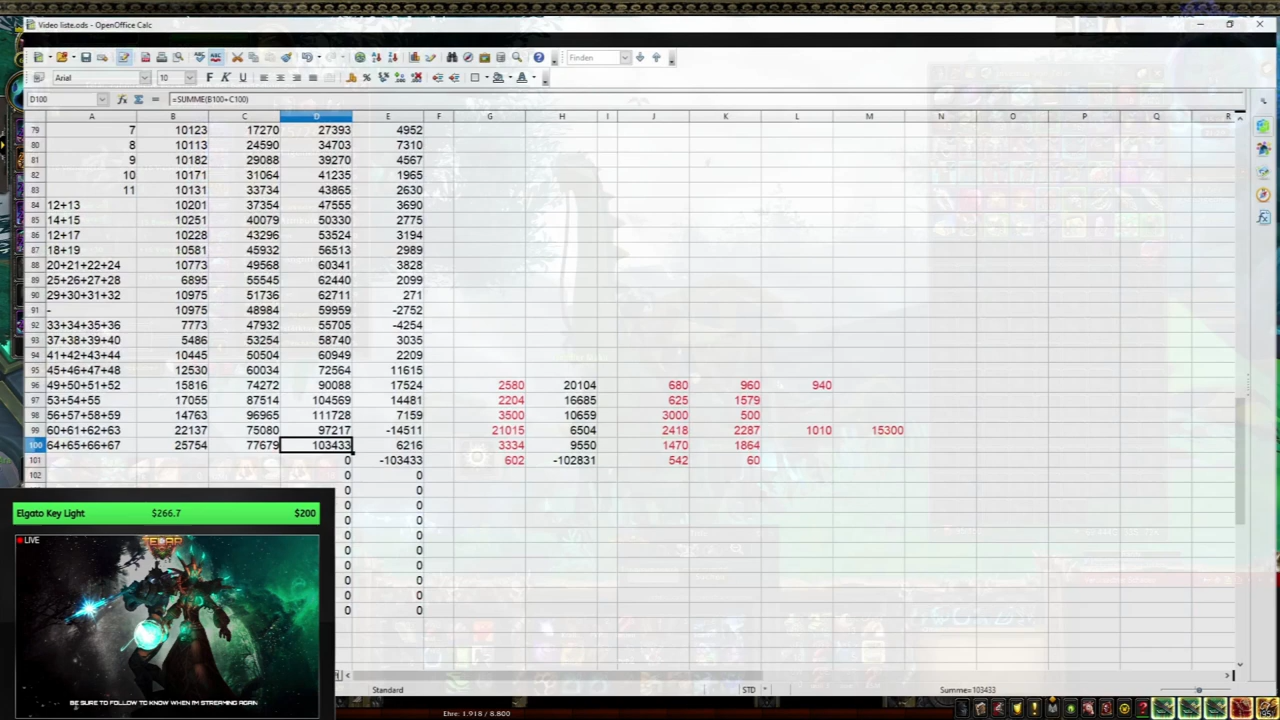 Video liste.ods - OpenOffice Calc
Finden
Arial 10
D100 =SUMME(B100+C100)
A B C D E F G H I J K L M N O P Q R
79 7 10123 17270 27393 4952
80 8 10113 24590 34703 7310
81 9 10182 29088 39270 4567
82 10 10171 31064 41235 1965
83 11 10131 33734 43865 2630
84 12+13 10201 37354 47555 3690
85 14+15 10251 40079 50330 2775
86 12+17 10228 43296 53524 3194
87 18+19 10581 45932 56513 2989
88 20+21+22+24 10773 49568 60341 3828
89 25+26+27+28 6895 55545 62440 2099
90 29+30+31+32 10975 51736 62711 271
91 - 10975 48984 59959 -2752
92 33+34+35+36 7773 47932 55705 -4254
93 37+38+39+40 5486 53254 58740 3035
94 41+42+43+44 10445 50504 60949 2209
95 45+46+47+48 12530 60034 72564 11615
96 49+50+51+52 15816 74272 90088 17524 2580 20104 680 960 940
97 53+54+55 17055 87514 104569 14481 2204 16685 625 1579
98 56+57+58+59 14763 96965 111728 7159 3500 10659 3000 500
99 60+61+62+63 22137 75080 97217 -14511 21015 6504 2418 2287 1010 15300
100 64+65+66+67 25754 77679 103433 6216 3334 9550 1470 1864
101 0 -103433 602 -102831 542 60
102 0 0
0 0
0 0
0 0
0 0
0 0
0 0
0 0
0 0
0 0
Elgato Key Light $266.7 $200
LIVE
BE SURE TO FOLLOW TO KNOW WHEN I'M STREAMING AGAIN
Standard STD Summe=103433
Ehre: 1.918 / 8.800